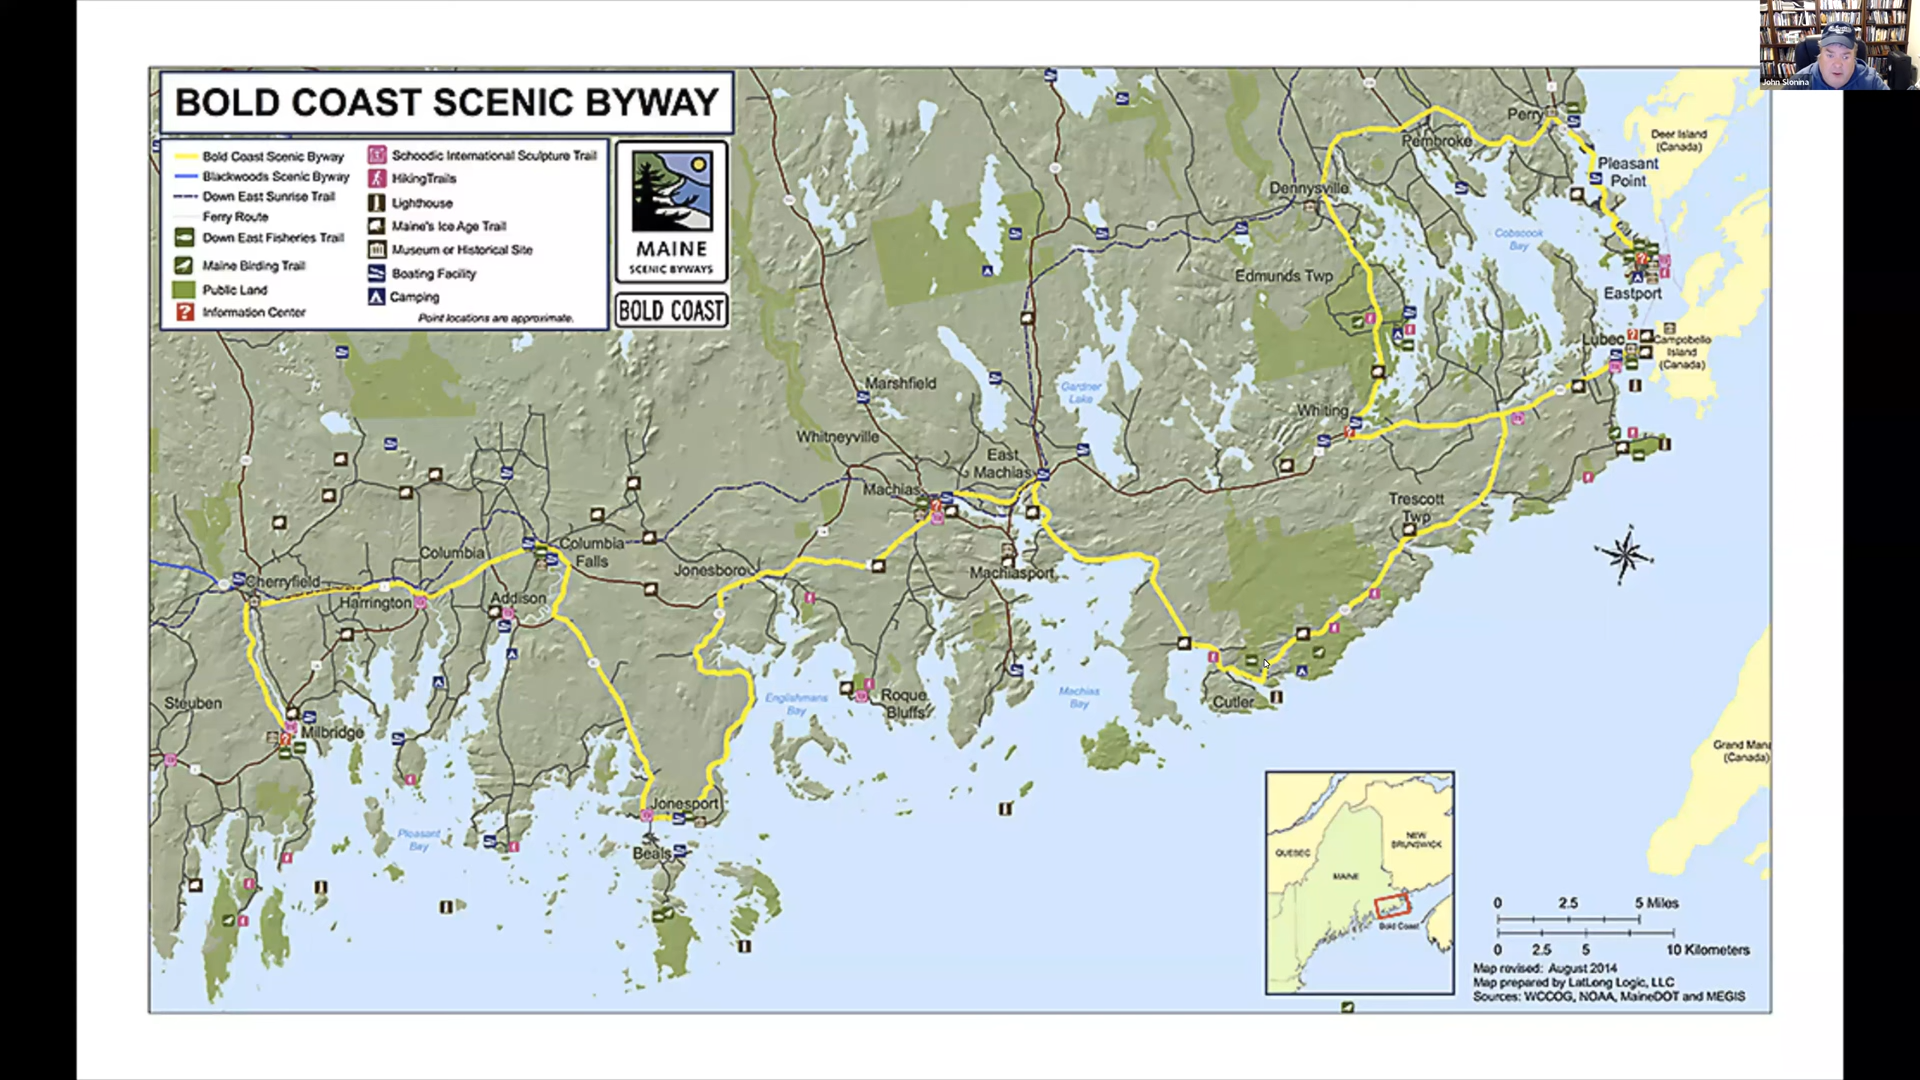 BOLD COAST SCENIC BYWAY
Bold Coast Scenic Byway
Blackwoods Scenic Byway
Down East Sunrise Trail
Ferry Route
Down East Fisheries Trail
Maine Birding Trail
Public Land
Information Center
Schoodic International Sculpture Trail
HikingTrails
Lighthouse
Maine's Ice Age Trail
Museum or Historical Site
Boating Facility
Camping
Point locations are approximate.
MAINE
SCENIC BYWAYS
BOLD COAST
John Slonina
Perry
Pembroke
Deer Island
(Canada)
Pleasant
Point
Dennysville
Cobscook
Bay
Edmunds Twp
Eastport
Lubec
Campobello
Island
(Canada)
Marshfield
Gardner
Lake
Whiting
Whitneyville
East
Machias
Machias
Trescott
Twp
Columbia
Columbia
Falls
Jonesboro
Machiasport
Cherryfield
Harrington
Addison
Steuben
Milbridge
Englishmans
Bay
Roque
Bluffs
Machias
Bay
Cutler
Grand Mana
(Canada)
Jonesport
Pleasant
Bay
Beals
QUEBEC
NEW
BRUNSWICK
MAINE
Bold Coast
0 2.5 5 Miles
0 2.5 5 10 Kilometers
Map revised: August 2014
Map prepared by LatLong Logic, LLC
Sources: WCCOG, NOAA, MaineDOT and MEGIS